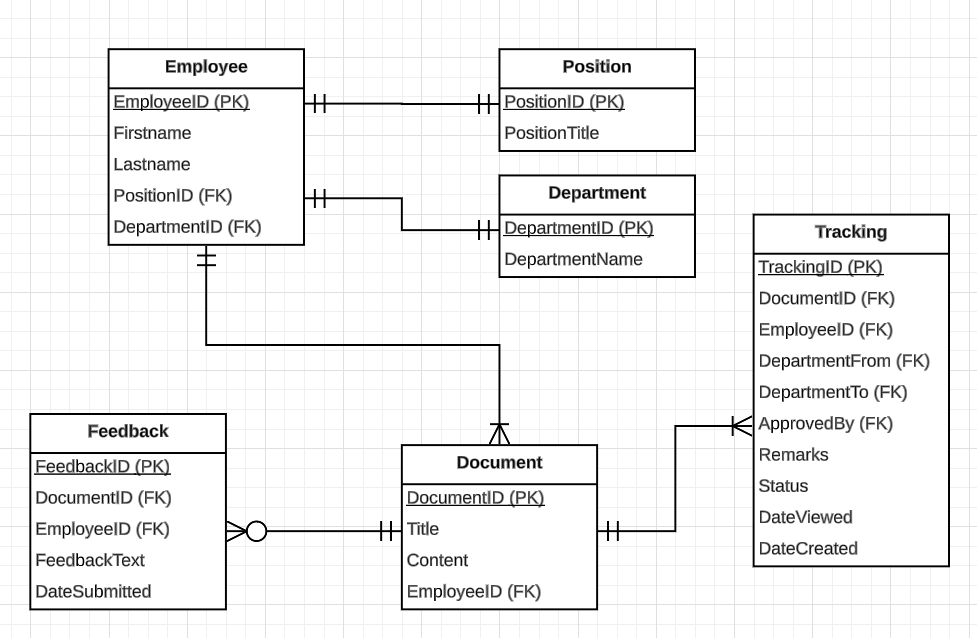 Employee
EmployeeID (PK)
Firstname
Lastname
PositionID (FK)
DepartmentID (FK)
Position
PositionID (PK)
PositionTitle
Department
DepartmentID (PK)
DepartmentName
Tracking
TrackingID (PK)
DocumentID (FK)
EmployeeID (FK)
DepartmentFrom (FK)
DepartmentTo (FK)
ApprovedBy (FK)
Remarks
Status
DateViewed
DateCreated
Feedback
FeedbackID (PK)
DocumentID (FK)
EmployeeID (FK)
FeedbackText
DateSubmitted
Document
DocumentID (PK)
Title
Content
EmployeeID (FK)